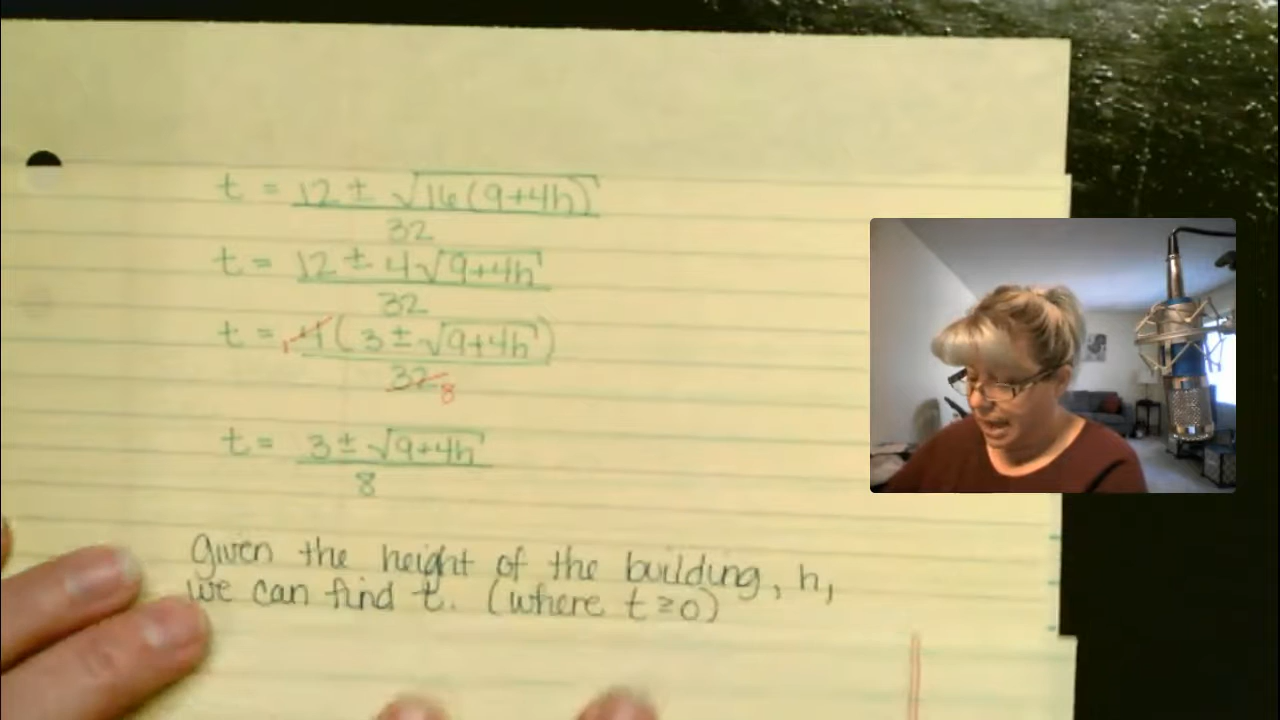 t = 12 ± √16(9+4h)
32
t = 12 ± 4√9+4h
32
t = 1 4(3 ± √9+4h)
32 8
t = 3 ± √9+4h
8
Given the height of the building, h,
we can find t. (where t ≥ 0)